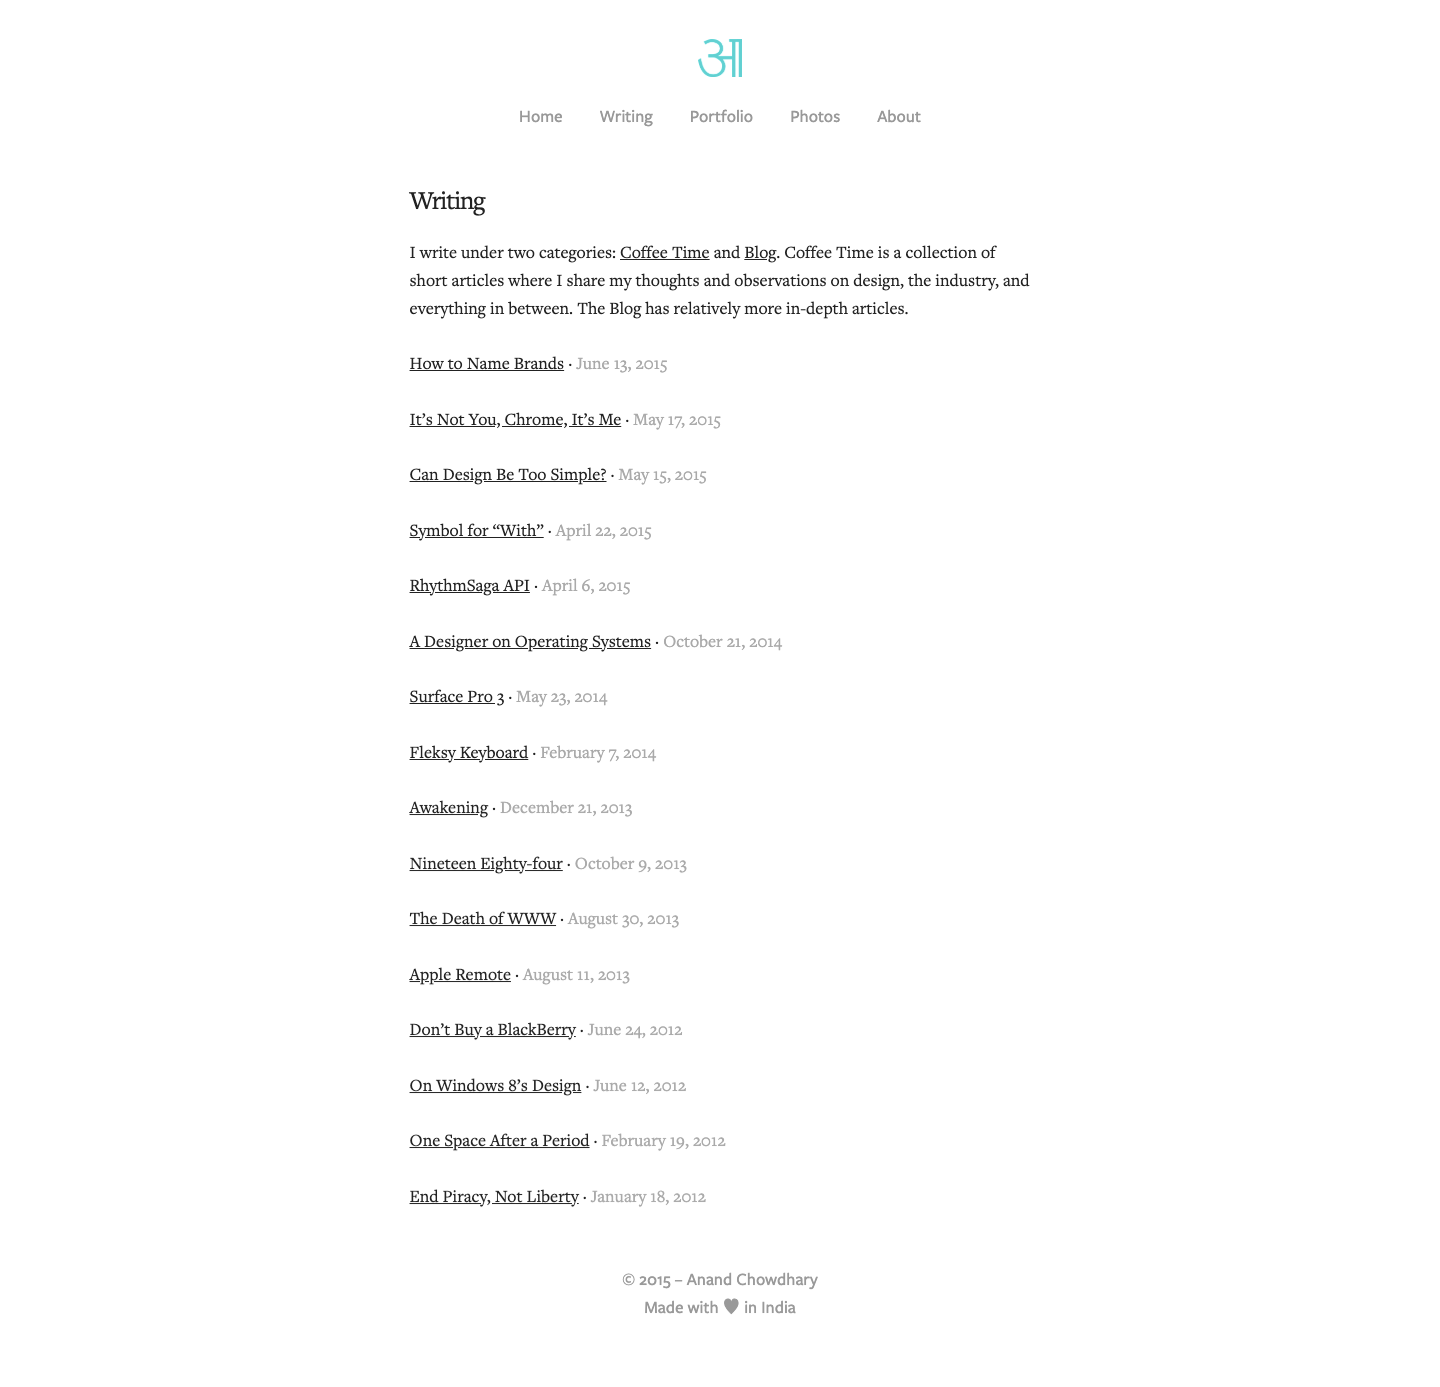 आ
Home Writing Portfolio Photos About
Writing
I write under two categories: Coffee Time and Blog. Coffee Time is a collection of
short articles where I share my thoughts and observations on design, the industry, and
everything in between. The Blog has relatively more in-depth articles.
How to Name Brands · June 13, 2015
It’s Not You, Chrome, It’s Me · May 17, 2015
Can Design Be Too Simple? · May 15, 2015
Symbol for “With” · April 22, 2015
RhythmSaga API · April 6, 2015
A Designer on Operating Systems · October 21, 2014
Surface Pro 3 · May 23, 2014
Fleksy Keyboard · February 7, 2014
Awakening · December 21, 2013
Nineteen Eighty-four · October 9, 2013
The Death of WWW · August 30, 2013
Apple Remote · August 11, 2013
Don’t Buy a BlackBerry · June 24, 2012
On Windows 8’s Design · June 12, 2012
One Space After a Period · February 19, 2012
End Piracy, Not Liberty · January 18, 2012
© 2015 – Anand Chowdhary
Made with ♥ in India